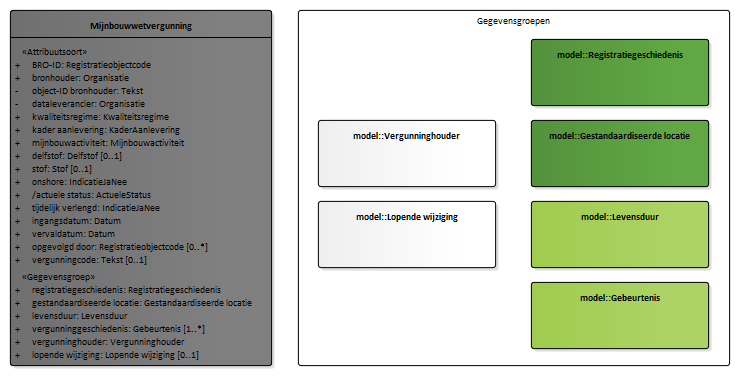 Mijnbouwwetvergunning
«Attribuutsoort»
+ BRO-ID: Registratieobjectcode
+ bronhouder: Organisatie
- object-ID bronhouder: Tekst
- dataleverancier: Organisatie
+ kwaliteitsregime: Kwaliteitsregime
+ kader aanlevering: KaderAanlevering
+ mijnbouwactiviteit: Mijnbouwactiviteit
+ delfstof: Delfstof [0..1]
+ stof: Stof [0..1]
+ onshore: IndicatieJaNee
+ /actuele status: ActueleStatus
+ tijdelijk verlengd: IndicatieJaNee
+ ingangsdatum: Datum
+ vervaldatum: Datum
+ opgevolgd door: Registratieobjectcode [0..*]
+ vergunningcode: Tekst [0..1]
«Gegevensgroep»
+ registratiegeschiedenis: Registratiegeschiedenis
+ gestandaardiseerde locatie: Gestandaardiseerde locatie
+ levensduur: Levensduur
+ vergunninggeschiedenis: Gebeurtenis [1..*]
+ vergunninghouder: Vergunninghouder
+ lopende wijziging: Lopende wijziging [0..1]
Gegevensgroepen
model::Registratiegeschiedenis
model::Vergunninghouder
model::Gestandaardiseerde locatie
model::Lopende wijziging
model::Levensduur
model::Gebeurtenis